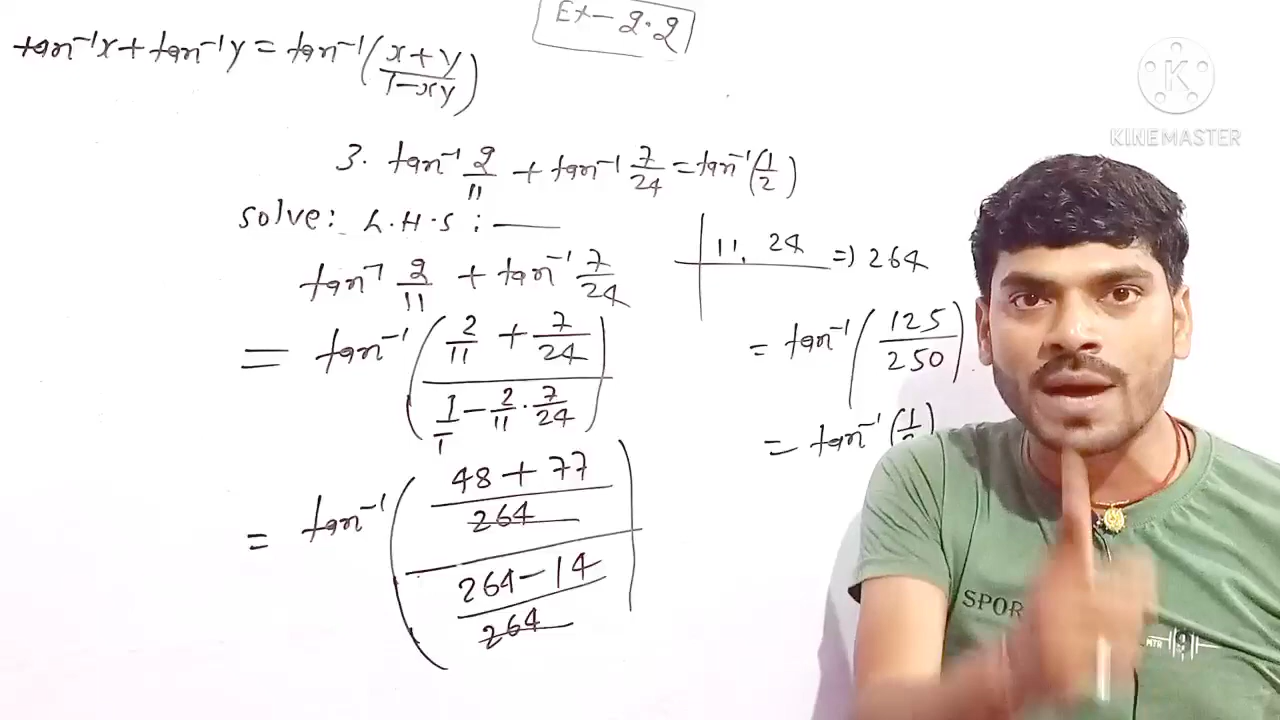 Ex- 2.2
tan⁻¹x + tan⁻¹y = tan⁻¹((x+y)/(1-xy))
KINEMASTER
3. tan⁻¹ 2/11 + tan⁻¹ 7/24 = tan⁻¹(1/2)
solve: L.H.S :—
11, 24 => 264
tan⁻¹ 2/11 + tan⁻¹ 7/24
= tan⁻¹((2/11 + 7/24)/(1/1 - 2/11 · 7/24))
= tan⁻¹(((48+77)/264)/((264-14)/264))
= tan⁻¹(125/250)
= tan⁻¹(1/
SPOR
MTR